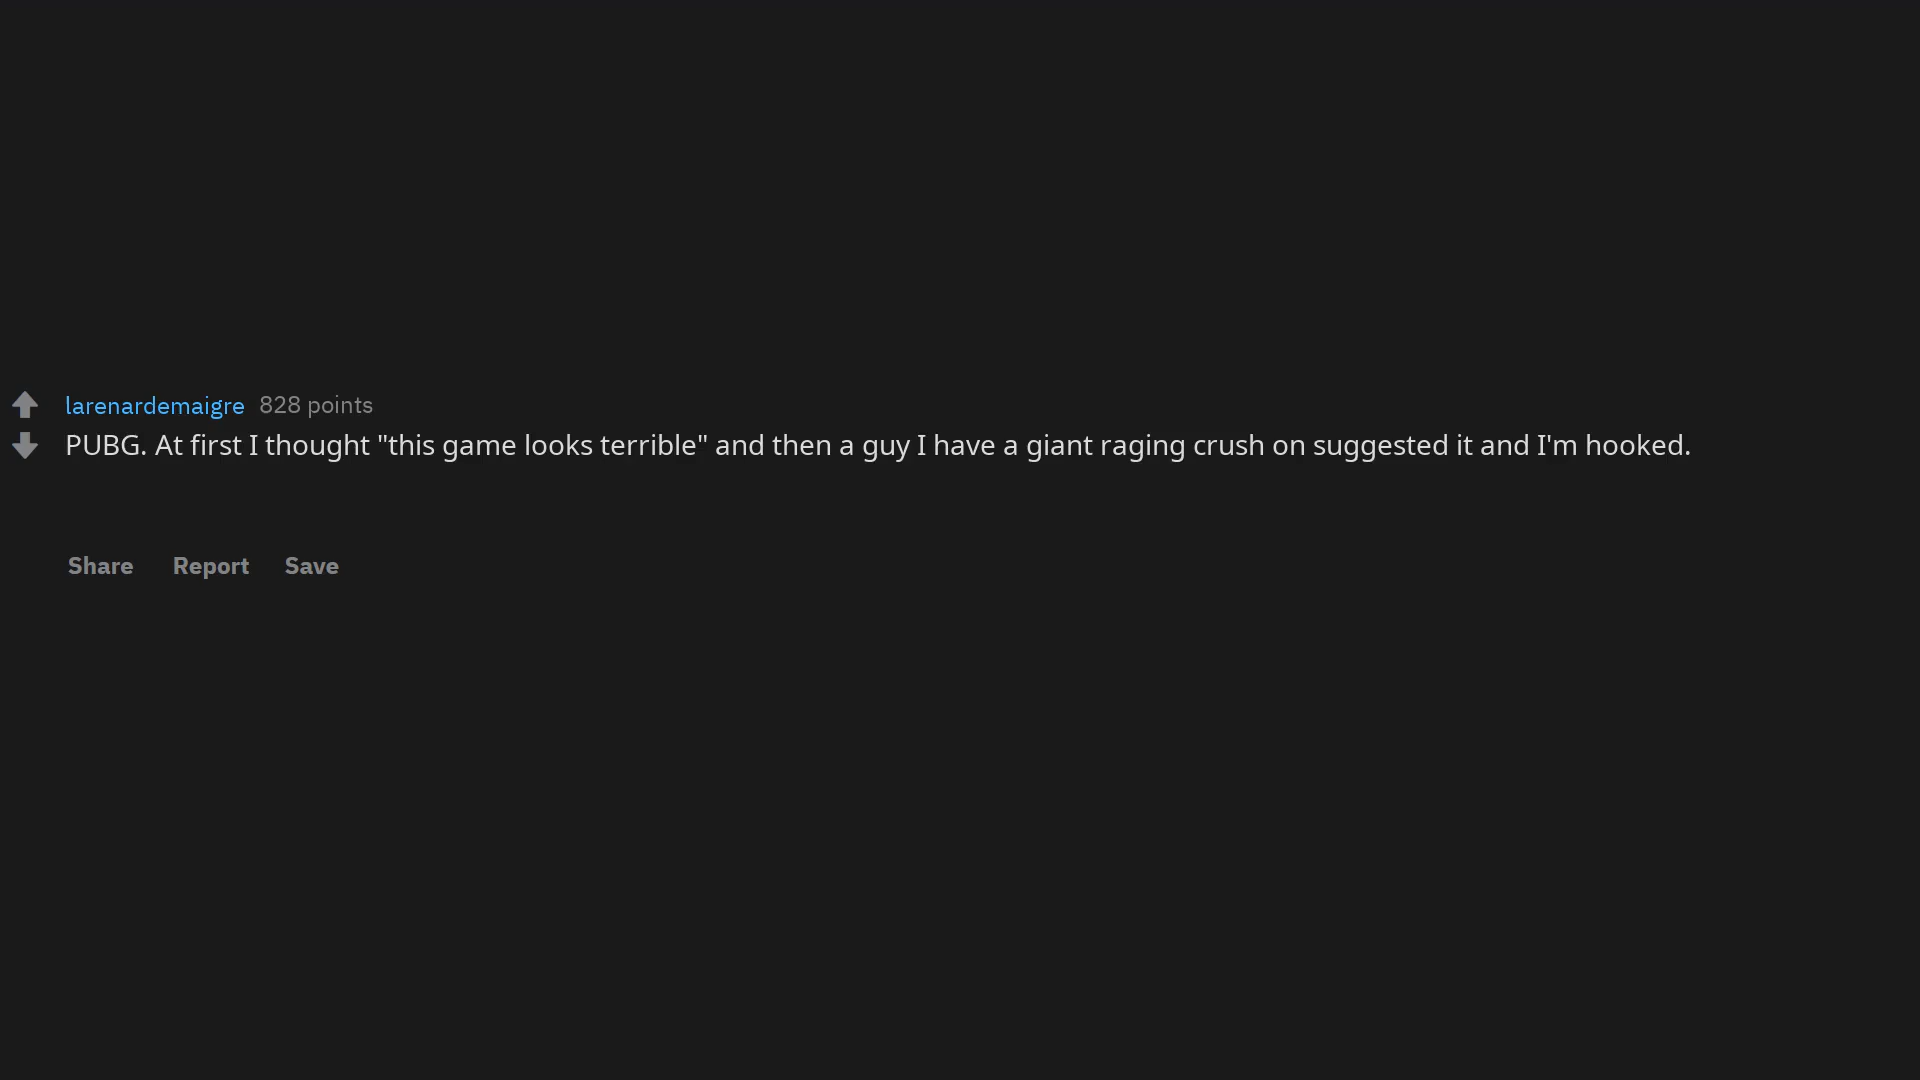 larenardemaigre 828 points
PUBG. At first I thought "this game looks terrible" and then a guy I have a giant raging crush on suggested it and I'm hooked.
Share Report Save